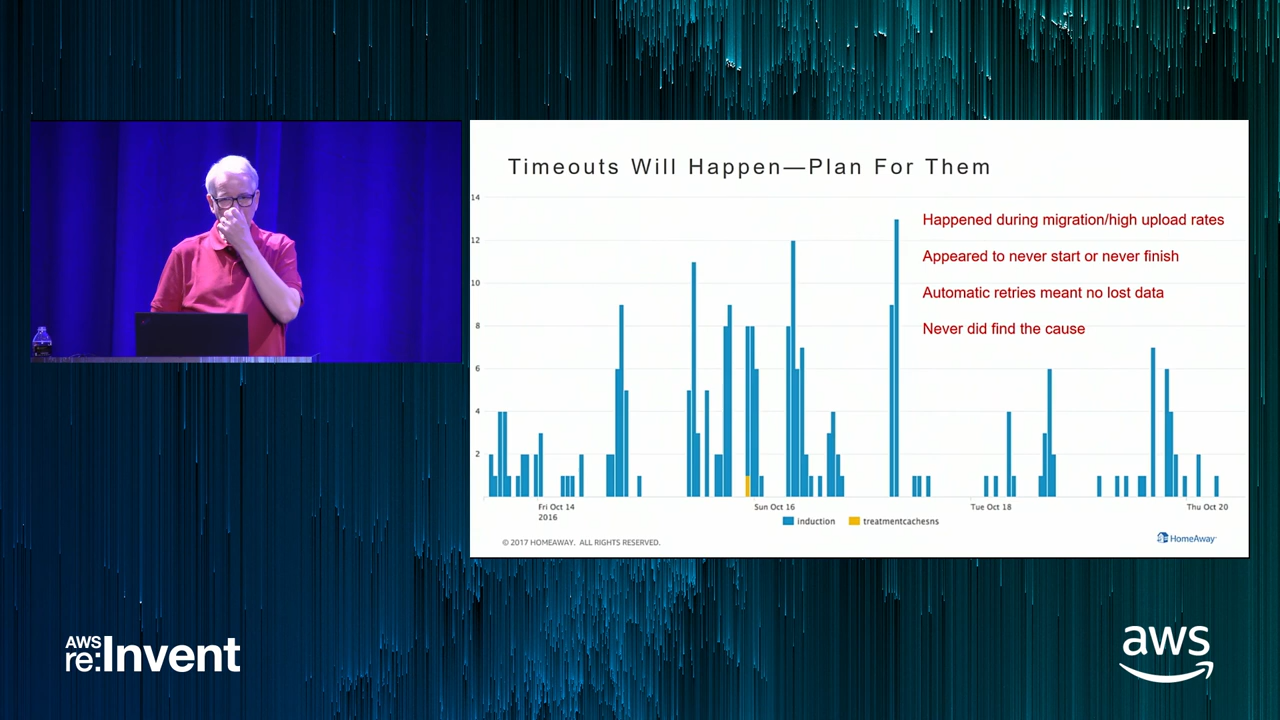 Timeouts Will Happen—Plan For Them
14
12
10
8
6
4
2
Happened during migration/high upload rates
Appeared to never start or never finish
Automatic retries meant no lost data
Never did find the cause
Fri Oct 14
2016
Sun Oct 16
Tue Oct 18
Thu Oct 20
induction
treatmentcachesns
© 2017 HOMEAWAY. ALL RIGHTS RESERVED.
HomeAway
AWS
re:Invent
aws